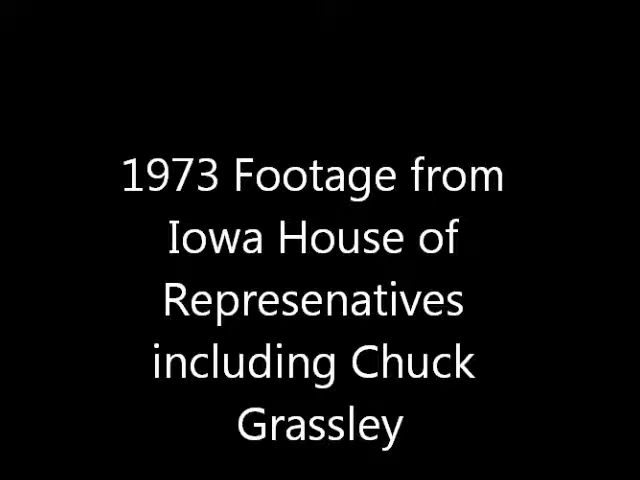 1973 Footage from
Iowa House of
Represenatives
including Chuck
Grassley